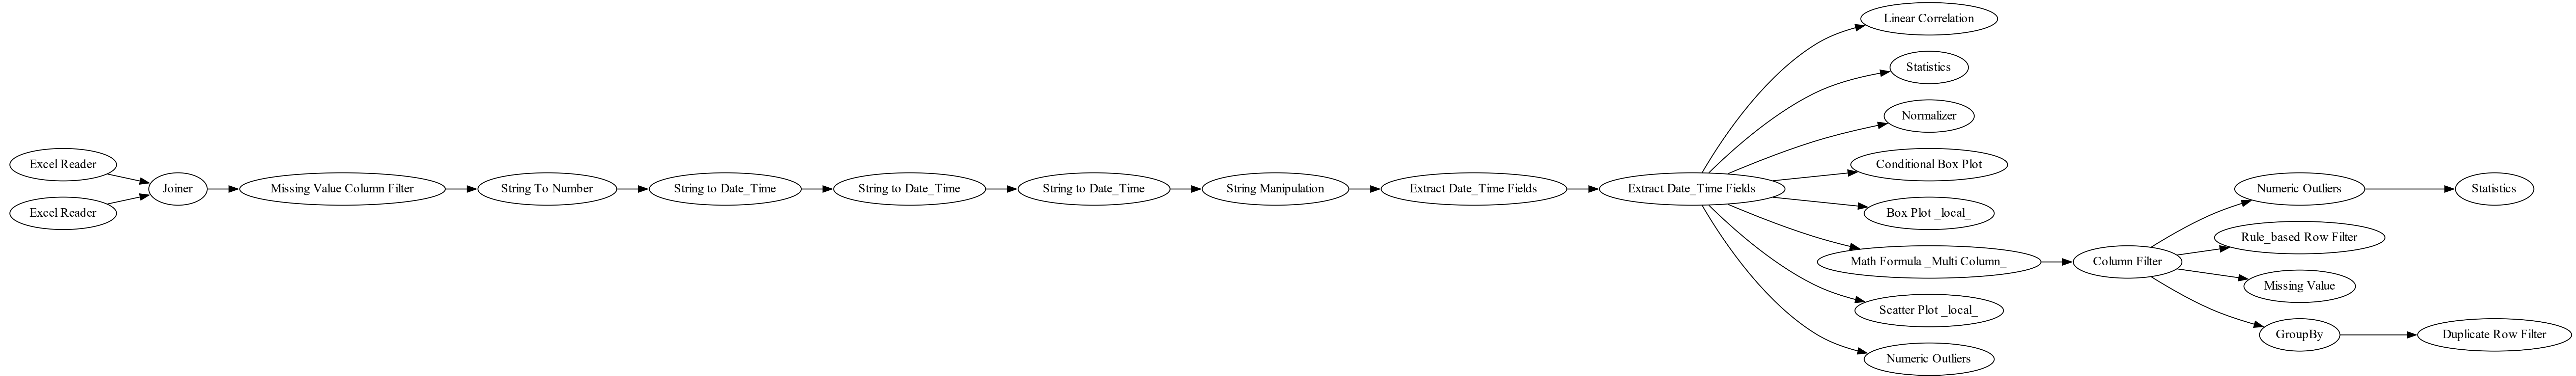 Excel Reader
Excel Reader
Joiner
Missing Value Column Filter
String To Number
String to Date_Time
String to Date_Time
String to Date_Time
String Manipulation
Extract Date_Time Fields
Extract Date_Time Fields
Linear Correlation
Statistics
Normalizer
Conditional Box Plot
Box Plot _local_
Math Formula _Multi Column_
Scatter Plot _local_
Numeric Outliers
Column Filter
Numeric Outliers
Rule_based Row Filter
Missing Value
GroupBy
Statistics
Duplicate Row Filter